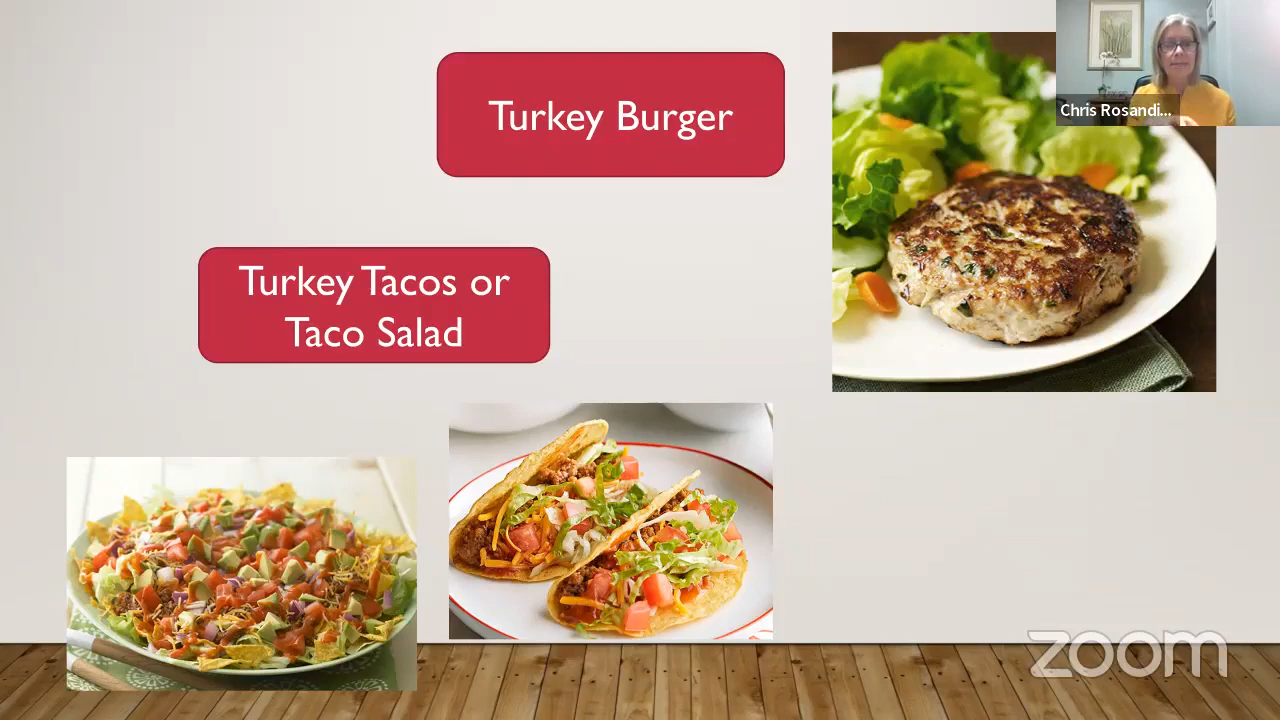 Turkey Burger
Chris Rosandi...
Turkey Tacos or
Taco Salad
zoom